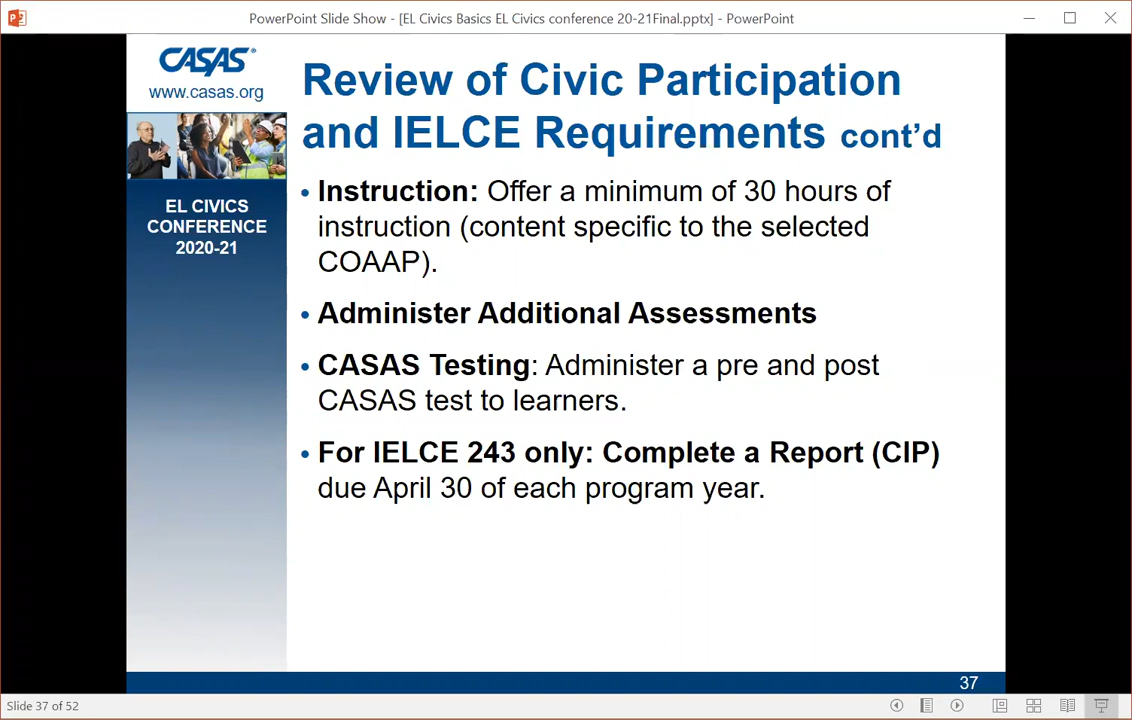 PowerPoint Slide Show - [EL Civics Basics EL Civics conference 20-21Final.pptx] - PowerPoint
CASAS®
www.casas.org
EL CIVICS
CONFERENCE
2020-21
Review of Civic Participation
and IELCE Requirements cont’d
• Instruction: Offer a minimum of 30 hours of
instruction (content specific to the selected
COAAP).
• Administer Additional Assessments
• CASAS Testing: Administer a pre and post
CASAS test to learners.
• For IELCE 243 only: Complete a Report (CIP)
due April 30 of each program year.
37
Slide 37 of 52